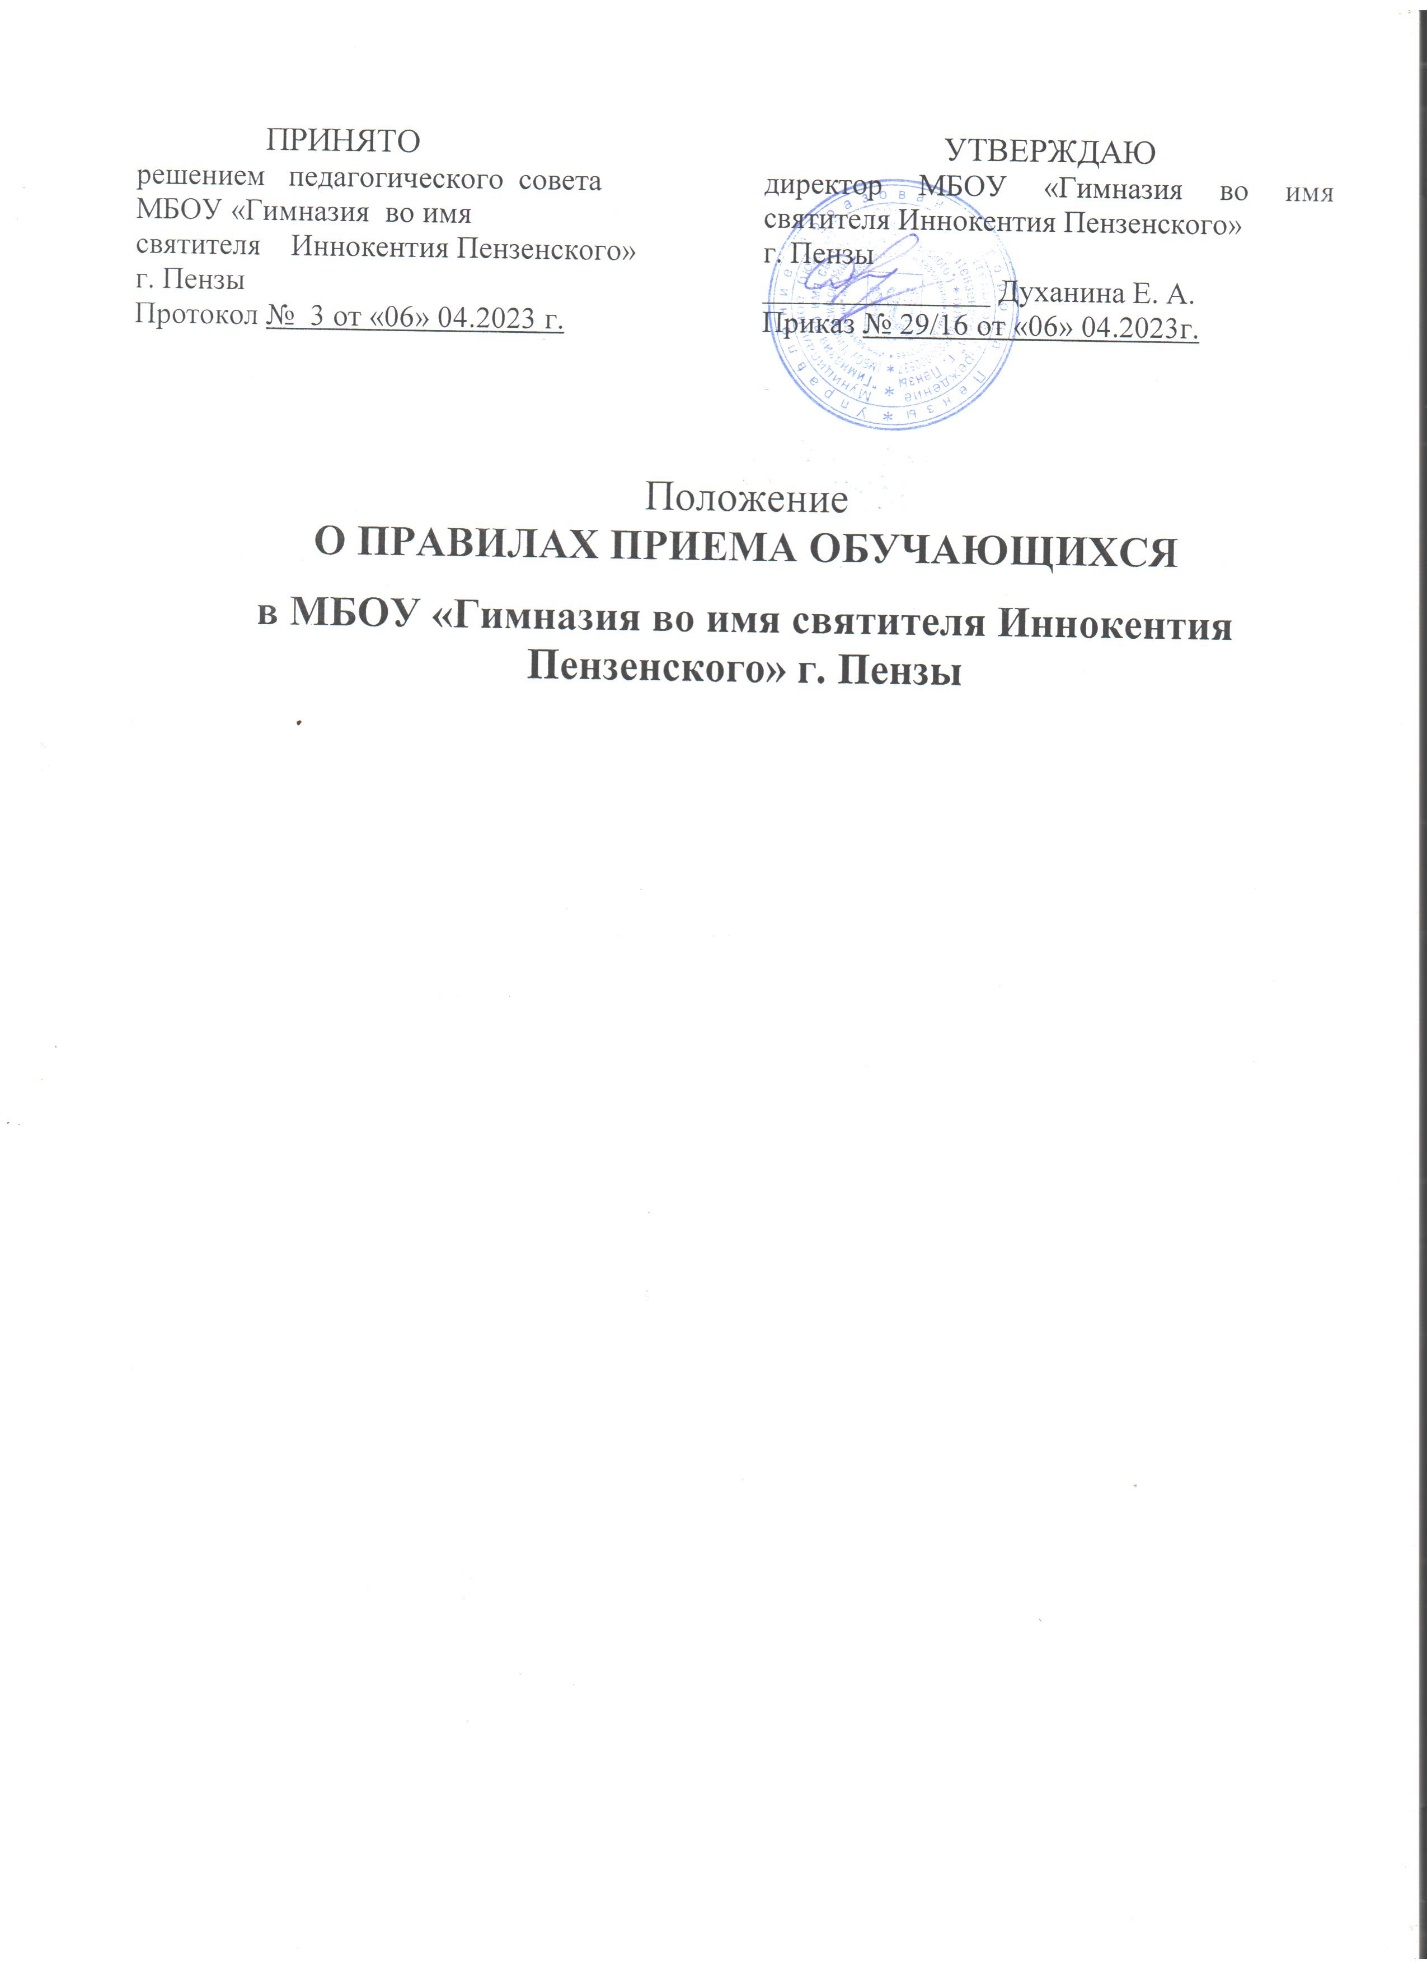 ПРИНЯТО
решением педагогического совета
МБОУ «Гимназия во имя
святителя Иннокентия Пензенского»
г. Пензы
Протокол № 3 от «06» 04.2023 г.
УТВЕРЖДАЮ
директор МБОУ «Гимназия во имя
святителя Иннокентия Пензенского»
г. Пензы
________________ Духанина Е. А.
Приказ № 29/16 от «06» 04.2023г.
Положение
О ПРАВИЛАХ ПРИЕМА ОБУЧАЮЩИХСЯ
в МБОУ «Гимназия во имя святителя Иннокентия
Пензенского» г. Пензы